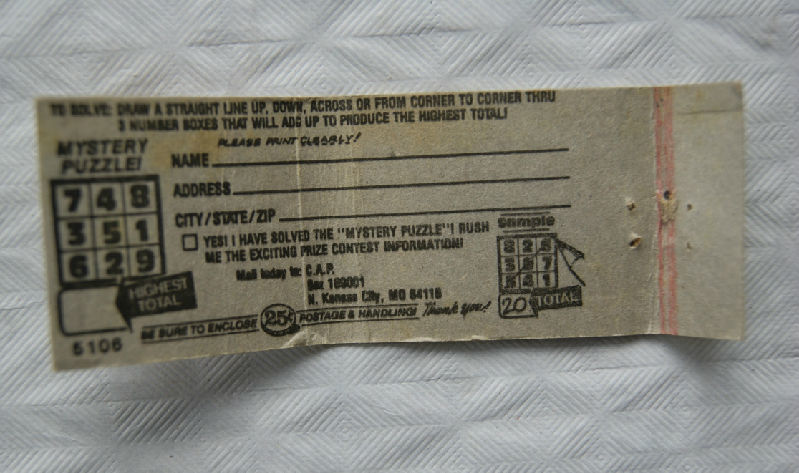 TO SOLVE: DRAW A STRAIGHT LINE UP, DOWN, ACROSS OR FROM CORNER TO CORNER THRU
3 NUMBER BOXES THAT WILL ADD UP TO PRODUCE THE HIGHEST TOTAL!
MYSTERY
PUZZLE!
7 4 8
3 5 1
6 2 9
HIGHEST
TOTAL
5106
PLEASE PRINT CLEARLY!
NAME
ADDRESS
CITY/STATE/ZIP
YES! I HAVE SOLVED THE "MYSTERY PUZZLE"! RUSH
ME THE EXCITING PRIZE CONTEST INFORMATION!
Mail today to: C.A.P.
Box
N. Kansas City, MO 64116
BE SURE TO ENCLOSE 25¢ POSTAGE & HANDLING! Thank you!
Sample
20 TOTAL